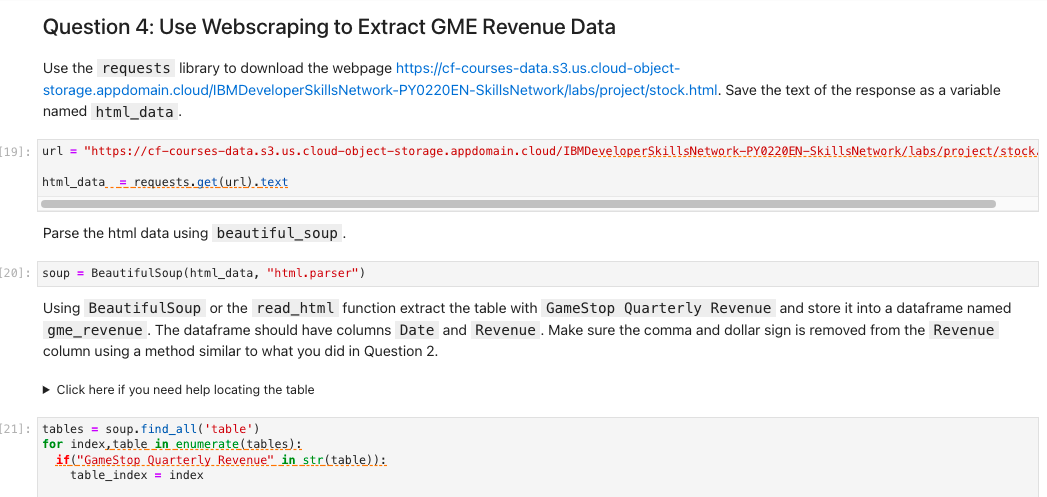 Question 4: Use Webscraping to Extract GME Revenue Data
Use the requests library to download the webpage https://cf-courses-data.s3.us.cloud-object-
storage.appdomain.cloud/IBMDeveloperSkillsNetwork-PY0220EN-SkillsNetwork/labs/project/stock.html. Save the text of the response as a variable
named html_data.
[19]: url = "https://cf-courses-data.s3.us.cloud-object-storage.appdomain.cloud/IBMDeveloperSkillsNetwork-PY0220EN-SkillsNetwork/labs/project/stock.
html_data  = requests.get(url).text
Parse the html data using beautiful_soup.
[20]: soup = BeautifulSoup(html_data, "html.parser")
Using BeautifulSoup or the read_html function extract the table with GameStop Quarterly Revenue and store it into a dataframe named
gme_revenue. The dataframe should have columns Date and Revenue. Make sure the comma and dollar sign is removed from the Revenue
column using a method similar to what you did in Question 2.
▶ Click here if you need help locating the table
[21]: tables = soup.find_all('table')
for index,table in enumerate(tables):
  if("GameStop Quarterly Revenue" in str(table)):
    table_index = index